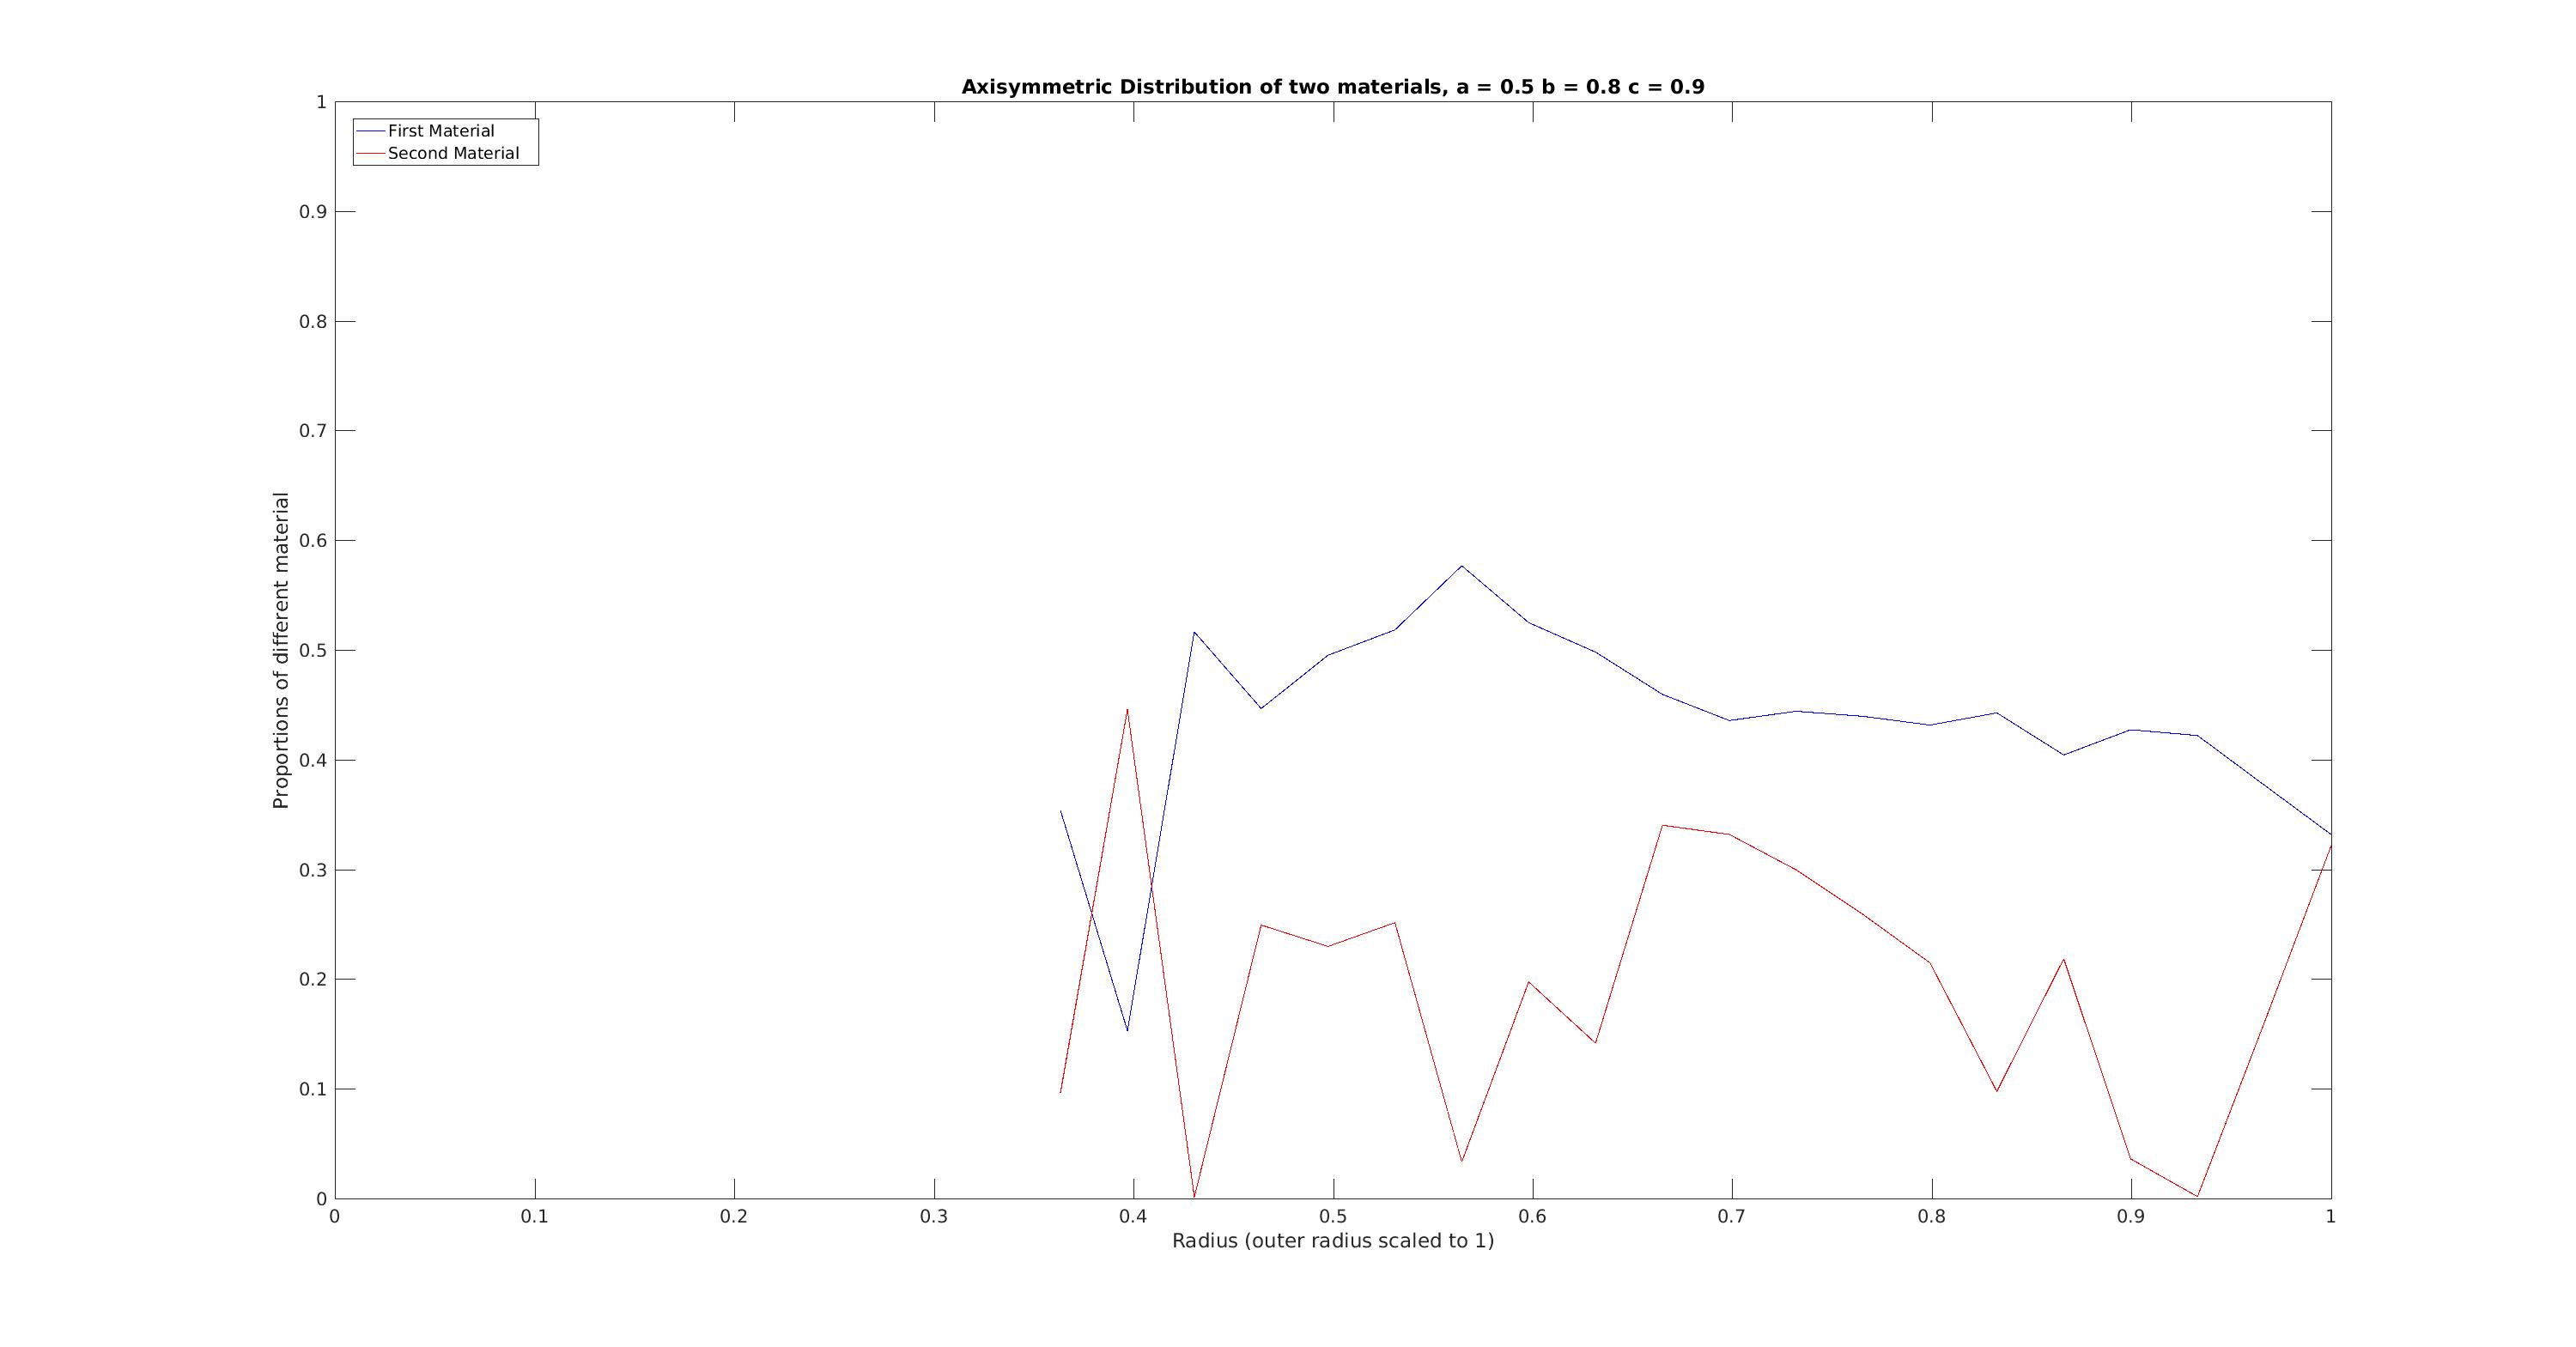 Axisymmetric Distribution of two materials, a = 0.5 b = 0.8 c = 0.9
First Material
Second Material
1
0.9
0.8
0.7
0.6
0.5
0.4
0.3
0.2
0.1
0
Proportions of different material
0 0.1 0.2 0.3 0.4 0.5 0.6 0.7 0.8 0.9 1
Radius (outer radius scaled to 1)